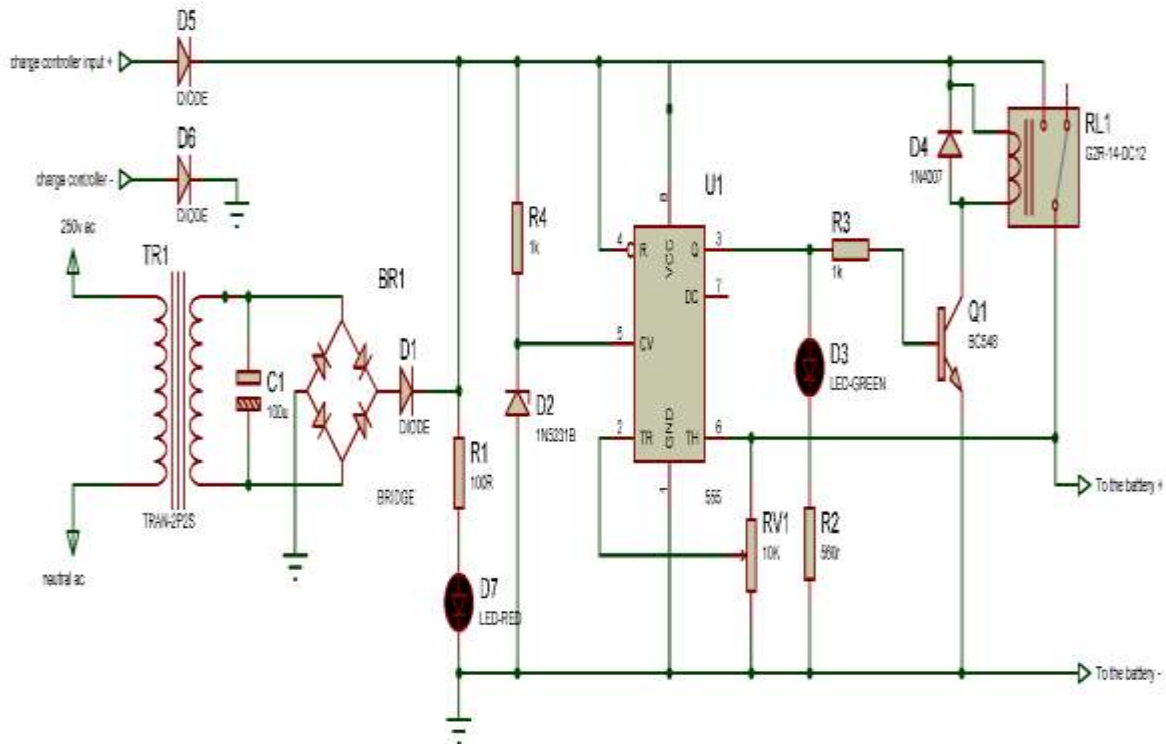 D5
charge controller input +
DIODE
D6
charge controller -
DIODE
250v ac
TR1
TRAN-2P2S
neutral ac
C1
100u
BR1
BRIDGE
D1
DIODE
R1
100R
D7
LED-RED
R4
1k
D2
1N5231B
U1
8
4
R
VCC
Q
3
DC
7
5
CV
2
TR
GND
TH
6
1
555
R3
1k
D3
LED-GREEN
RV1
10K
R2
560r
Q1
BC548
D4
1N4007
RL1
G2R-14-DC12
To the battery +
To the battery -